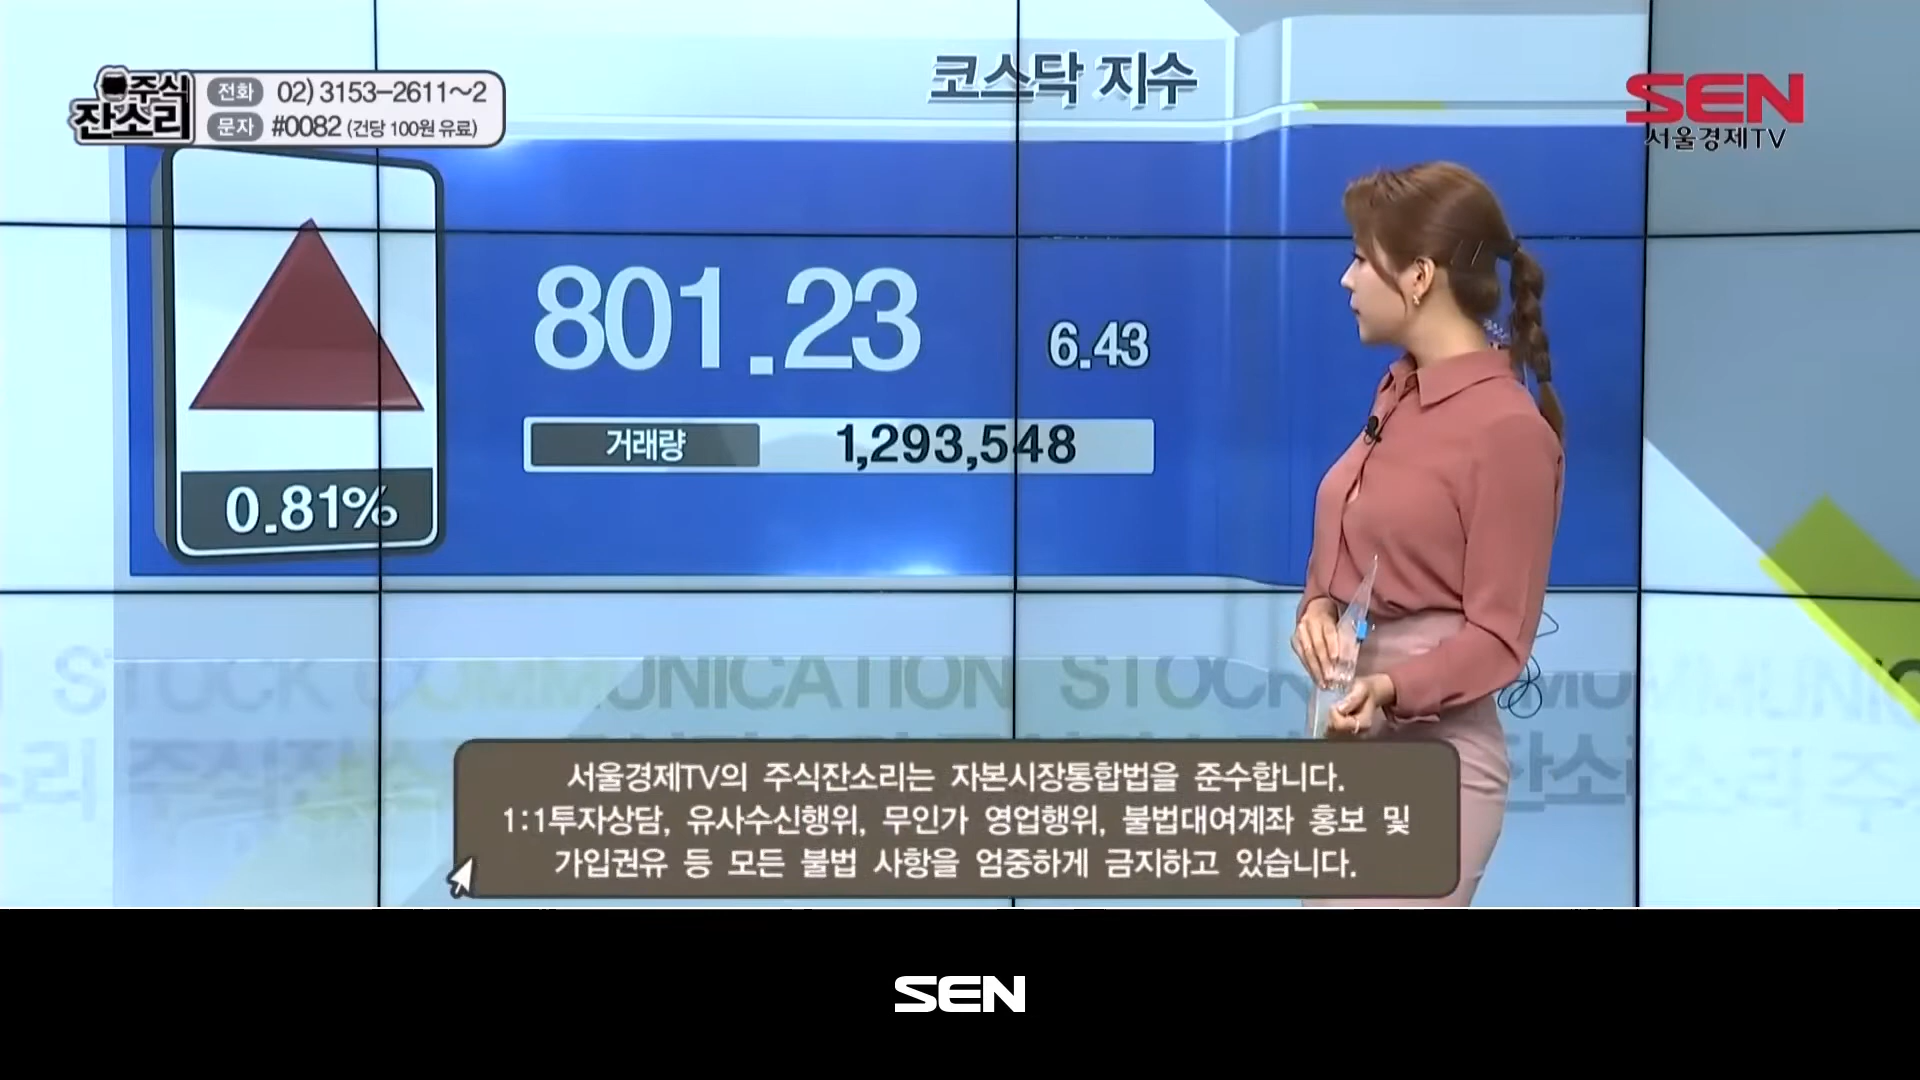 주식
잔소리
전화 02) 3153-2611~2
문자 #0082 (건당 100원 유료)
코스닥 지수
SEN
서울경제TV
801.23
6.43
거래량 1,293,548
0.81%
STOCK COMMUNICATION STOCK
서울경제TV의 주식잔소리는 자본시장통합법을 준수합니다.
1:1투자상담, 유사수신행위, 무인가 영업행위, 불법대여계좌 홍보 및
가입권유 등 모든 불법 사항을 엄중하게 금지하고 있습니다.
SEN